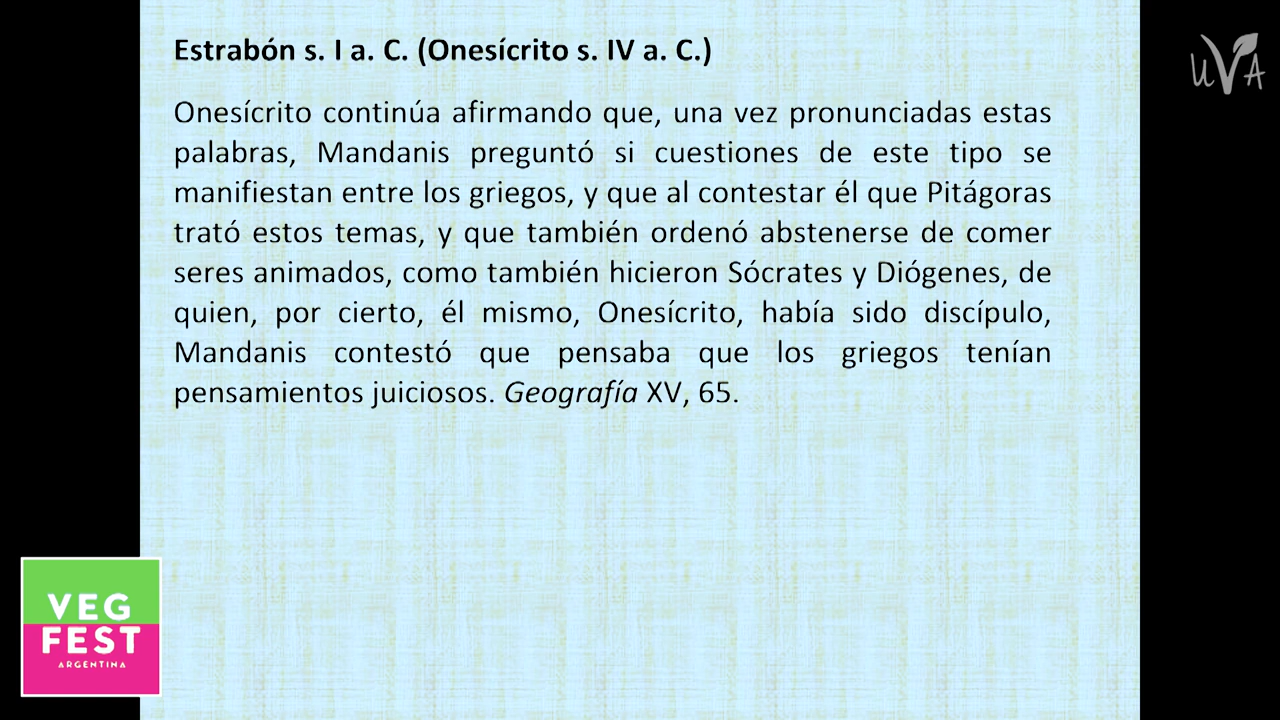 Estrabón s. I a. C. (Onesícrito s. IV a. C.)
Onesícrito continúa afirmando que, una vez pronunciadas estas
palabras, Mandanis preguntó si cuestiones de este tipo se
manifiestan entre los griegos, y que al contestar él que Pitágoras
trató estos temas, y que también ordenó abstenerse de comer
seres animados, como también hicieron Sócrates y Diógenes, de
quien, por cierto, él mismo, Onesícrito, había sido discípulo,
Mandanis contestó que pensaba que los griegos tenían
pensamientos juiciosos. Geografía XV, 65.
UVA
VEG
FEST
ARGENTINA